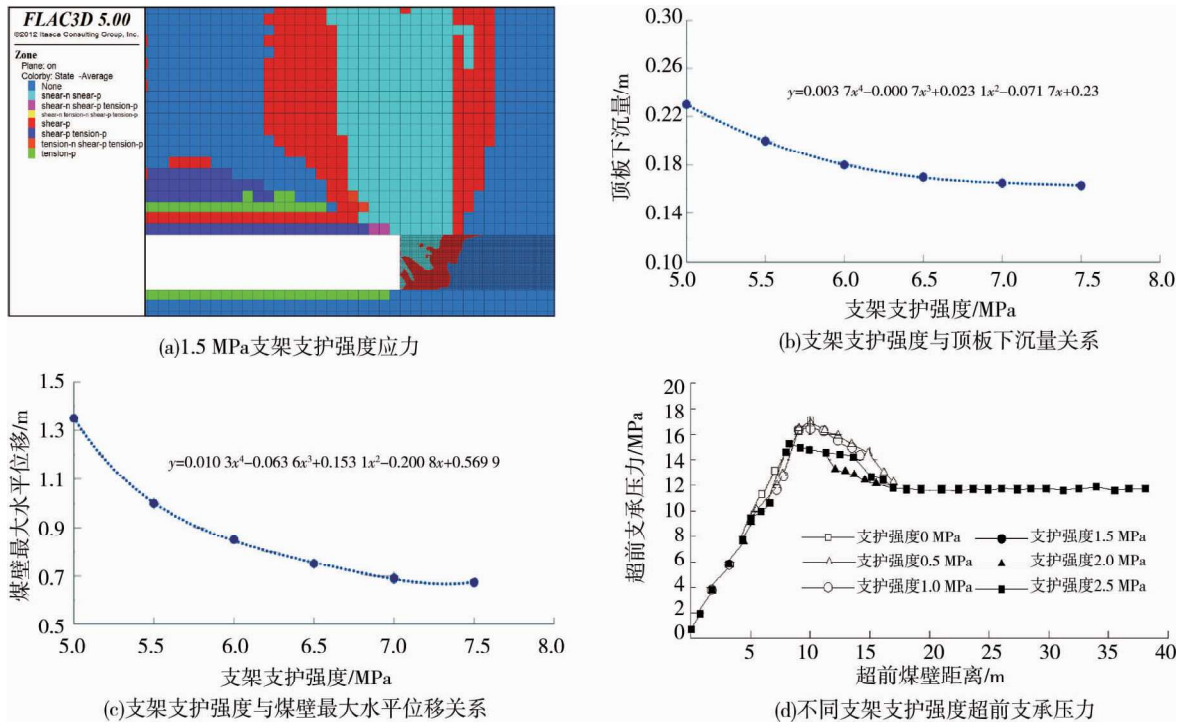 FLAC3D 5.00
©2012 Itasca Consulting Group, Inc.
Zone
Plane: on
Colorby: State -Average
None
shear-n shear-p
shear-n shear-p tension-p
shear-n tension-n shear-p tension-p
shear-p
shear-p tension-p
tension-n shear-p tension-p
tension-p
(a)1.5 MPa支架支护强度应力
0.30
0.26
0.22
0.18
0.14
0.10
顶板下沉量/m
y=0.003 7x⁴−0.000 7x³+0.023 1x²−0.071 7x+0.23
5.0 5.5 6.0 6.5 7.0 7.5 8.0
支架支护强度/MPa
(b)支架支护强度与顶板下沉量关系
1.5
1.3
1.1
0.9
0.7
0.5
煤壁最大水平位移/m
y=0.010 3x⁴−0.063 6x³+0.153 1x²−0.200 8x+0.569 9
5.0 5.5 6.0 6.5 7.0 7.5 8.0
支架支护强度/MPa
(c)支架支护强度与煤壁最大水平位移关系
20
18
16
14
12
10
8
6
4
2
0
超前支承压力/MPa
支护强度0 MPa
支护强度0.5 MPa
支护强度1.0 MPa
支护强度1.5 MPa
支护强度2.0 MPa
支护强度2.5 MPa
5 10 15 20 25 30 35 40
超前煤壁距离/m
(d)不同支架支护强度超前支承压力